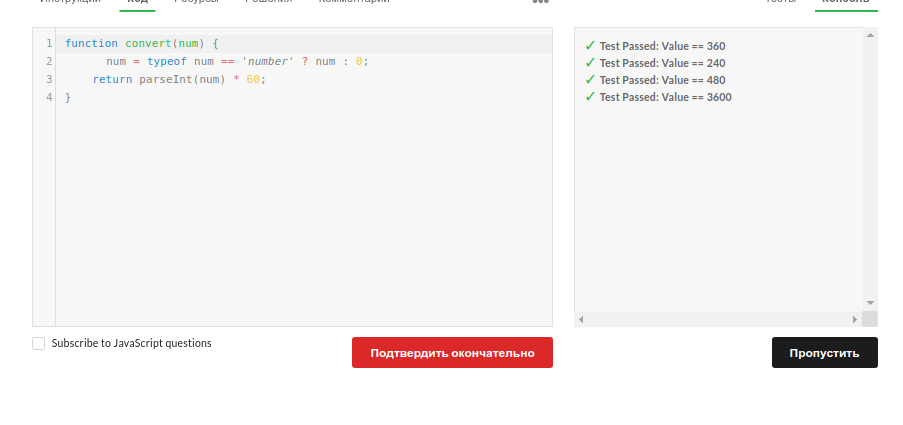 Инструкции Код Ресурсы Решения Комментарии
Тесты Консоль
1 function convert(num) {
2 num = typeof num == 'number' ? num : 0;
3 return parseInt(num) * 60;
4 }
✓ Test Passed: Value == 360
✓ Test Passed: Value == 240
✓ Test Passed: Value == 480
✓ Test Passed: Value == 3600
Subscribe to JavaScript questions
Подтвердить окончательно
Пропустить